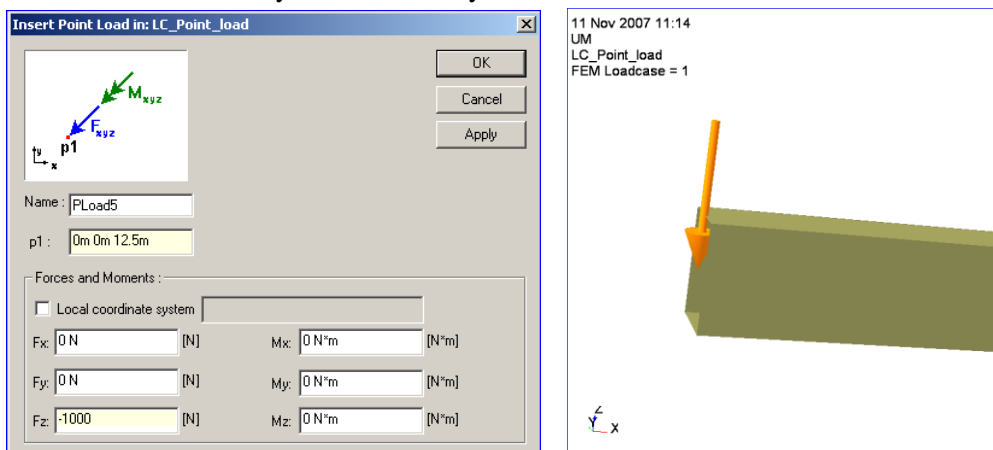 Insert Point Load in: LC_Point_load
OK
Cancel
Apply
Mxyz
Fxyz
p1
y
x
Name : PLoad5
p1 : 0m 0m 12.5m
Forces and Moments :
Local coordinate system
Fx: 0 N [N] Mx: 0 N*m [N*m]
Fy: 0 N [N] My: 0 N*m [N*m]
Fz: -1000 [N] Mz: 0 N*m [N*m]
11 Nov 2007 11:14
UM
LC_Point_load
FEM Loadcase = 1
Z
Y X